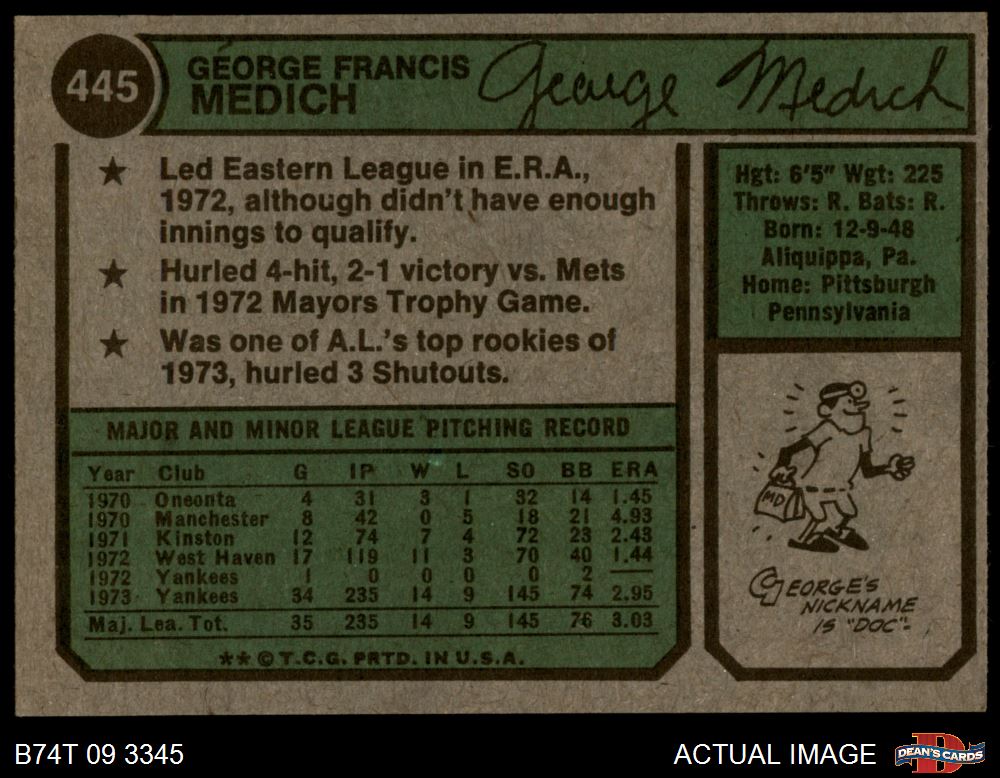 445
GEORGE FRANCIS
MEDICH
George Medich
★ Led Eastern League in E.R.A.,
1972, although didn't have enough
innings to qualify.
★ Hurled 4-hit, 2-1 victory vs. Mets
in 1972 Mayors Trophy Game.
★ Was one of A.L.'s top rookies of
1973, hurled 3 Shutouts.
Hgt: 6'5" Wgt: 225
Throws: R. Bats: R.
Born: 12-9-48
Aliquippa, Pa.
Home: Pittsburgh
Pennsylvania
MAJOR AND MINOR LEAGUE PITCHING RECORD
Year Club G IP W L SO BB ERA
1970 Oneonta 4 31 3 1 32 14 1.45
1970 Manchester 8 42 0 5 18 21 4.93
1971 Kinston 12 74 7 4 72 23 2.43
1972 West Haven 17 119 11 3 70 40 1.44
1972 Yankees 1 0 0 0 0 2 —
1973 Yankees 34 235 14 9 145 74 2.95
Maj. Lea. Tot. 35 235 14 9 145 76 3.03
** © T.C.G. PRTD. IN U.S.A.
MD
GEORGE'S
NICKNAME
IS "DOC".
B74T 09 3345
ACTUAL IMAGE
DEAN'S CARDS